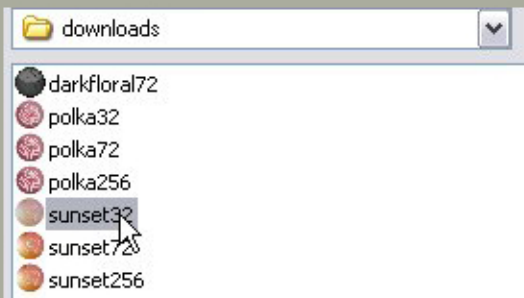 downloads
darkfloral72
polka32
polka72
polka256
sunset32
sunset72
sunset256